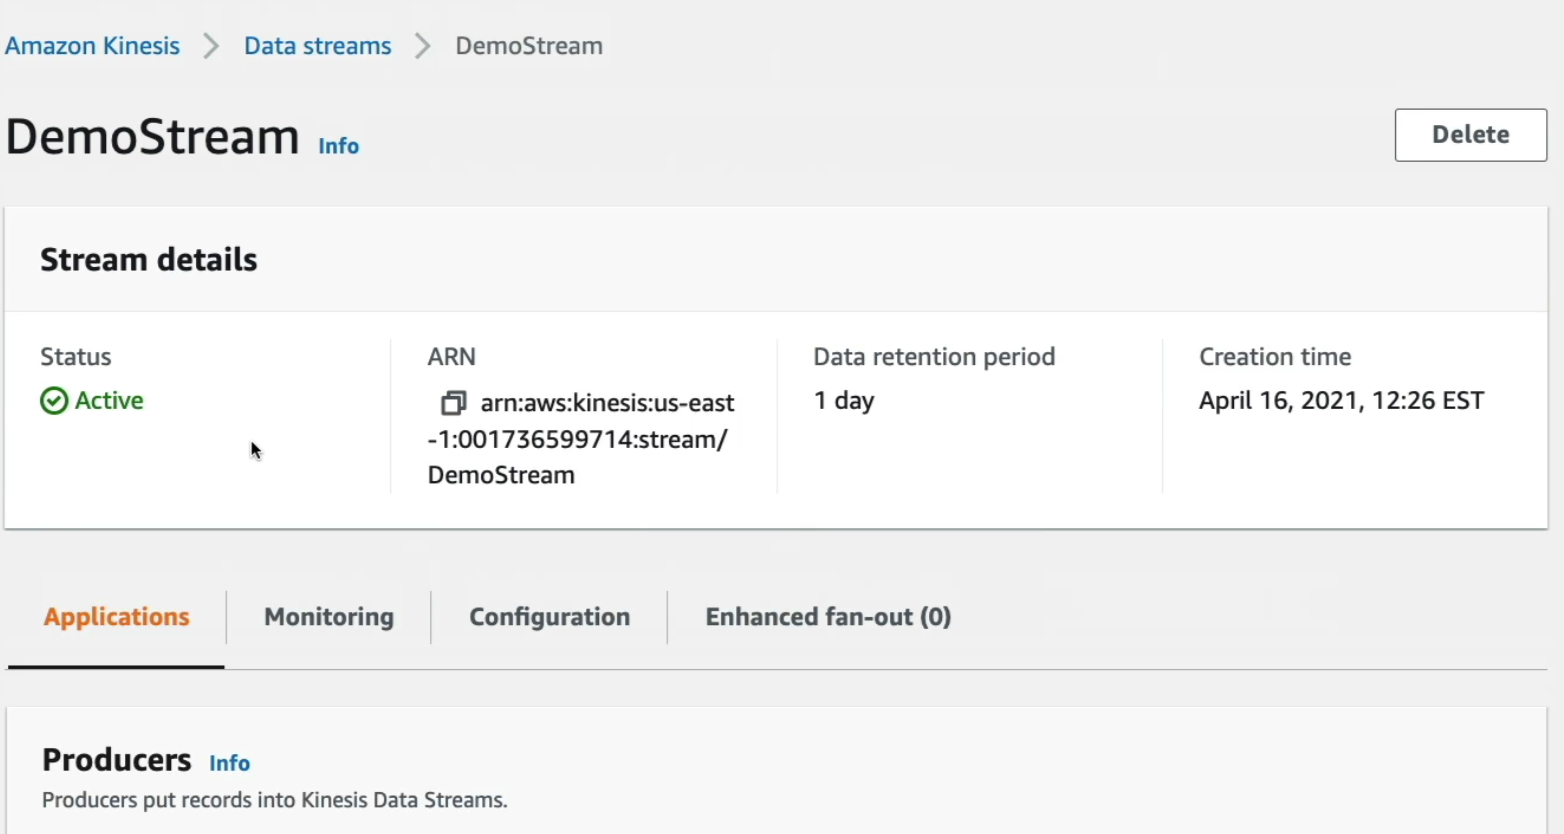 Amazon Kinesis > Data streams > DemoStream
DemoStream Info
Delete
Stream details
Status
Active
ARN
arn:aws:kinesis:us-east
-1:001736599714:stream/
DemoStream
Data retention period
1 day
Creation time
April 16, 2021, 12:26 EST
Applications
Monitoring
Configuration
Enhanced fan-out (0)
Producers Info
Producers put records into Kinesis Data Streams.